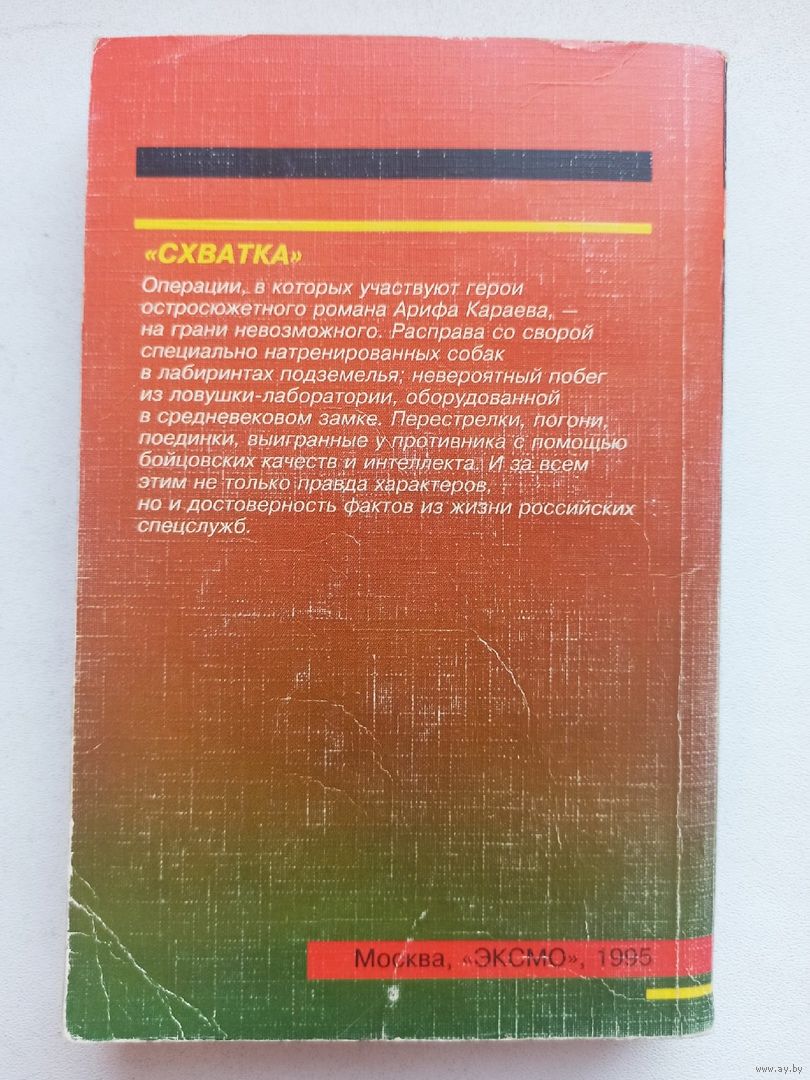 «СХВАТКА»
Операции, в которых участвуют герои
остросюжетного романа Арифа Караева, —
на грани невозможного. Расправа со сворой
специально натренированных собак
в лабиринтах подземелья; невероятный побег
из ловушки-лаборатории, оборудованной
в средневековом замке. Перестрелки, погони,
поединки, выигранные у противника с помощью
бойцовских качеств и интеллекта. И за всем
этим не только правда характеров,
но и достоверность фактов из жизни российских
спецслужб.
Москва, «ЭКСМО», 1995
www.ay.by